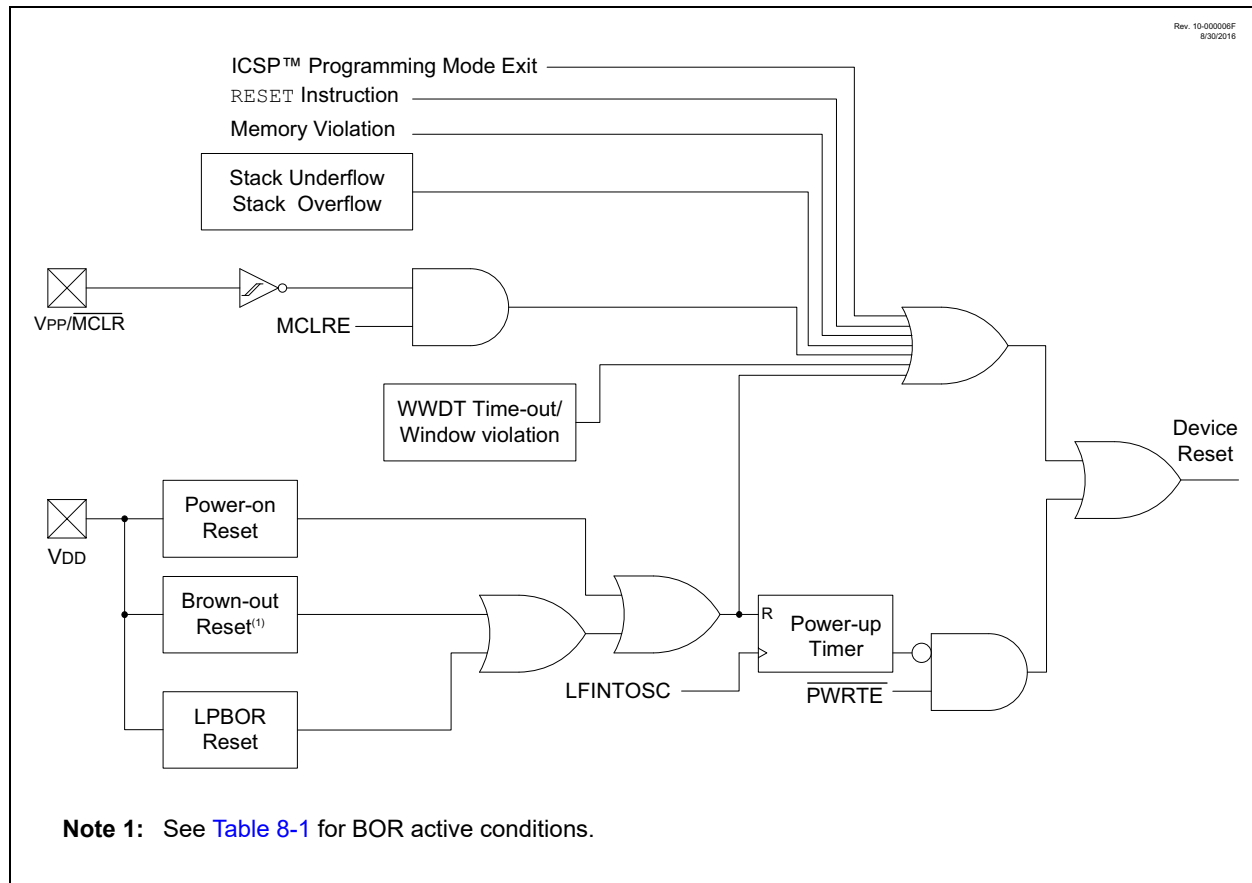 Rev. 10-000006F
8/30/2016
ICSP™ Programming Mode Exit
RESET Instruction
Memory Violation
Stack Underflow
Stack Overflow
VPP/MCLR
MCLRE
WWDT Time-out/
Window violation
Device
Reset
Power-on
Reset
VDD
Brown-out
Reset(1)
R
Power-up
Timer
LFINTOSC
PWRTE
LPBOR
Reset
Note 1: See Table 8-1 for BOR active conditions.